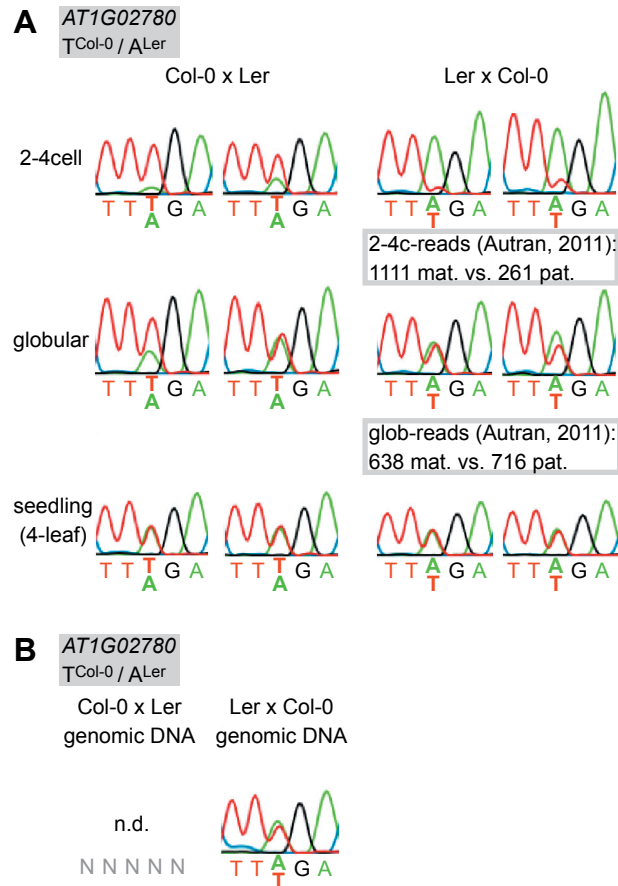 A
AT1G02780
TCol-0 / ALer
Col-0 x Ler
Ler x Col-0
2-4cell
T T T G A
A
T T T G A
A
T T A G A
T
T T A G A
T
2-4c-reads (Autran, 2011):
1111 mat. vs. 261 pat.
globular
T T T G A
A
T T T G A
A
T T A G A
T
T T A G A
T
glob-reads (Autran, 2011):
638 mat. vs. 716 pat.
seedling
(4-leaf)
T T T G A
A
T T T G A
A
T T A G A
T
T T A G A
T
B
AT1G02780
TCol-0 / ALer
Col-0 x Ler
genomic DNA
Ler x Col-0
genomic DNA
n.d.
N N N N N
T T A G A
T